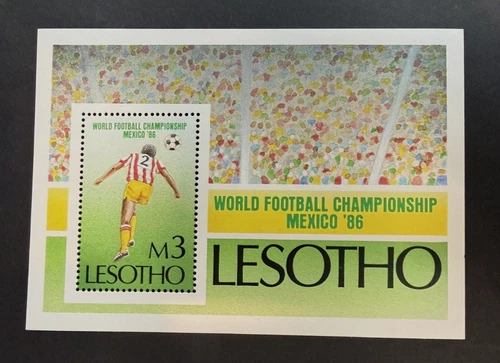 WORLD FOOTBALL CHAMPIONSHIP
MEXICO '86
2
M3
LESOTHO
WORLD FOOTBALL CHAMPIONSHIP
MEXICO '86
LESOTHO